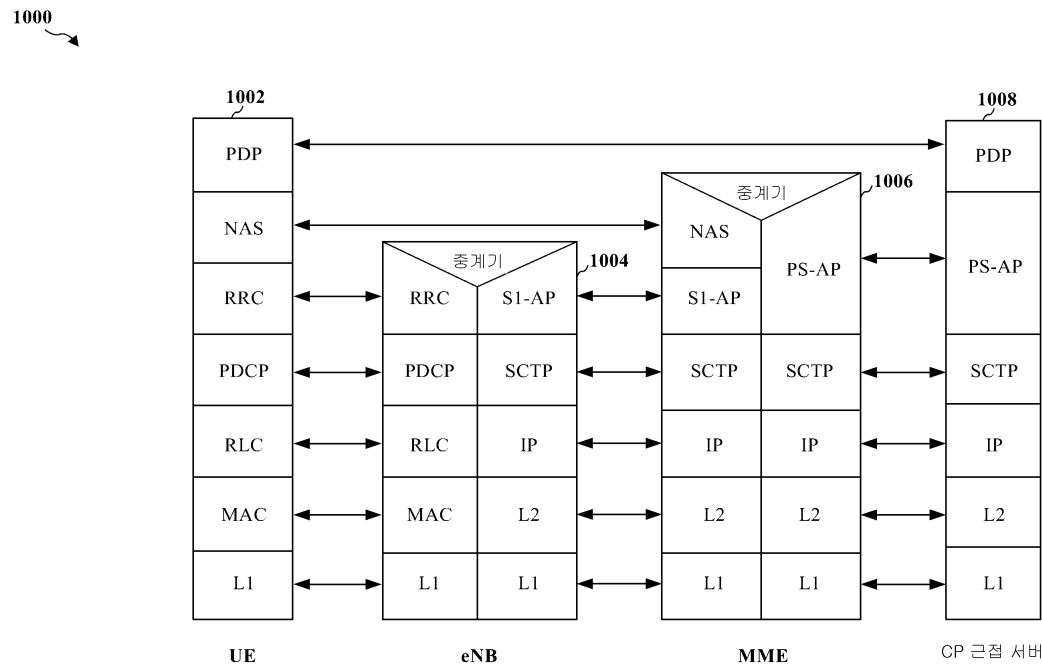 1000
1002
1008
PDP
PDP
중계기
1006
NAS
NAS
중계기
1004
PS-AP
PS-AP
RRC
RRC
S1-AP
S1-AP
PDCP
PDCP
SCTP
SCTP
SCTP
SCTP
RLC
RLC
IP
IP
IP
IP
MAC
MAC
L2
L2
L2
L2
L1
L1
L1
L1
L1
L1
UE
eNB
MME
CP 근접 서버